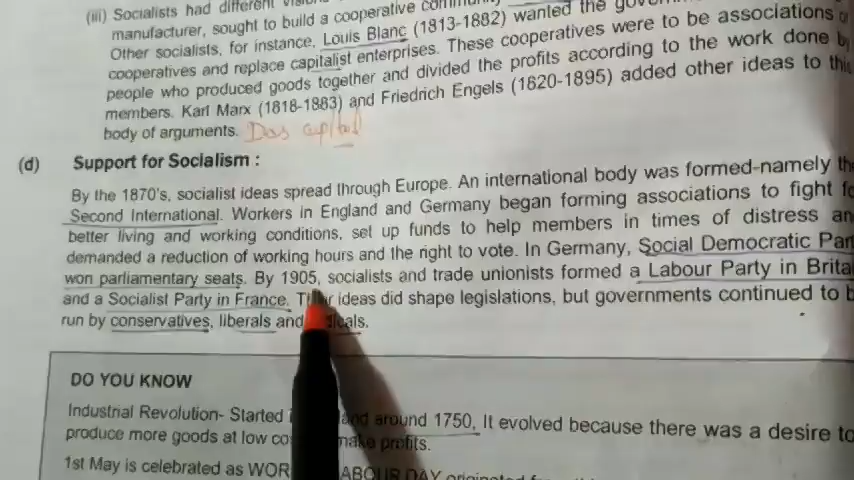 (iii) Socialists had different
manufacturer, sought to build a cooperative
Other socialists, for instance, Louis Blanc (1813-1882) wanted the
cooperatives and replace capitalist enterprises. These cooperatives were to be associations
people who produced goods together and divided the profits according to the work done by
members. Karl Marx (1818-1883) and Friedrich Engels (1820-1895) added other ideas to this
body of arguments. Das capital
(d) Support for Socialism :
By the 1870's, socialist ideas spread through Europe. An international body was formed-namely the
Second International. Workers in England and Germany began forming associations to fight
better living and working conditions, set up funds to help members in times of distress an
demanded a reduction of working hours and the right to vote. In Germany, Social Democratic Par
won parliamentary seats. By 1905, socialists and trade unionists formed a Labour Party in Brita
and a Socialist Party in France. ideas did shape legislations, but governments continued to b
run by conservatives, liberals and
DO YOU KNOW
Industrial Revolution- Started around 1750, It evolved because there was a desire to
produce more goods at low make profits.
1st May is celebrated as DAY